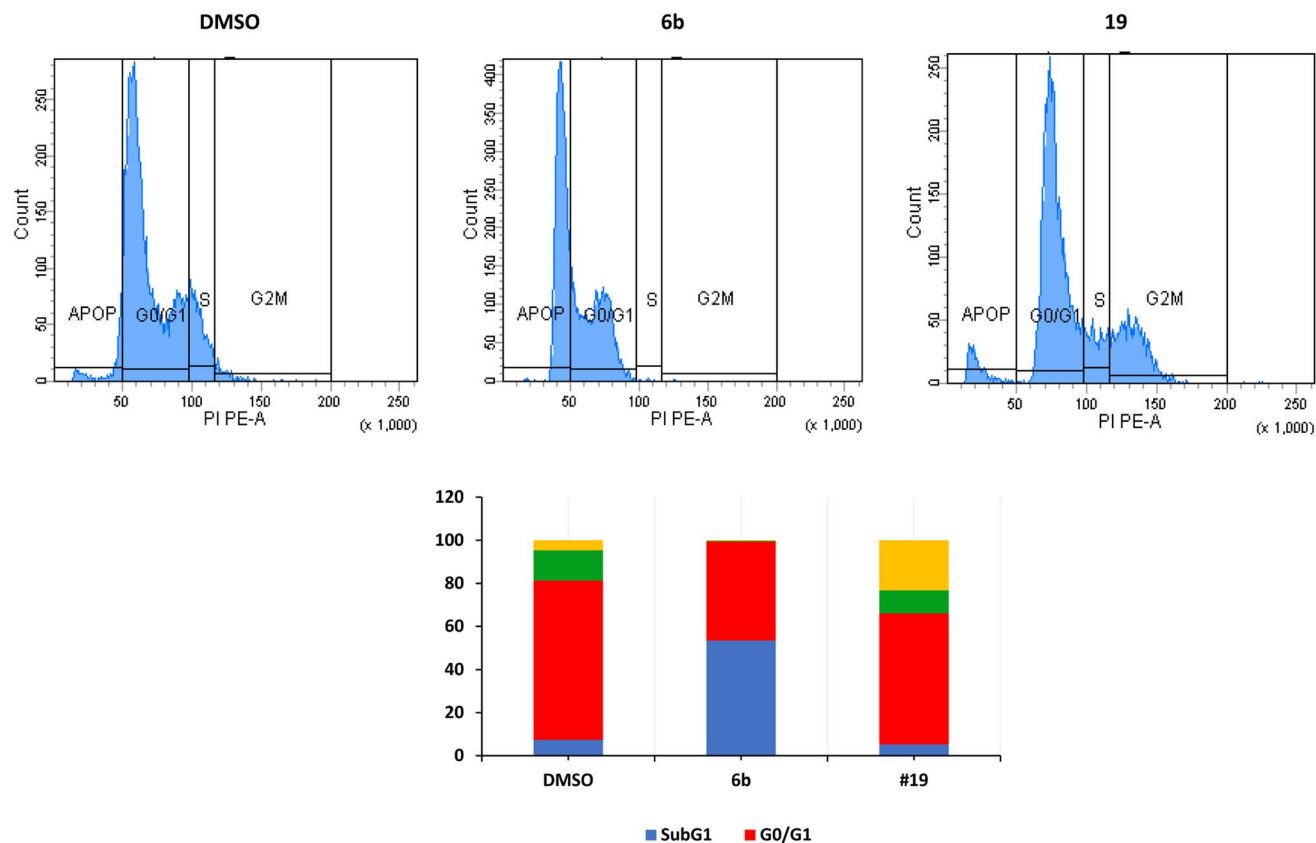 DMSO 6b 19
Count
250
200
150
100
50
0
APOP G0/G1 S G2M
50 100 150 200 250
PI PE-A
(x 1,000)
Count
400
350
300
250
200
150
100
50
0
APOP G0/G1 S G2M
50 100 150 200 250
PI PE-A
(x 1,000)
Count
250
200
150
100
50
0
APOP G0/G1 S G2M
50 100 150 200 250
PI PE-A
(x 1,000)
120
100
80
60
40
20
0
DMSO 6b #19
SubG1 G0/G1